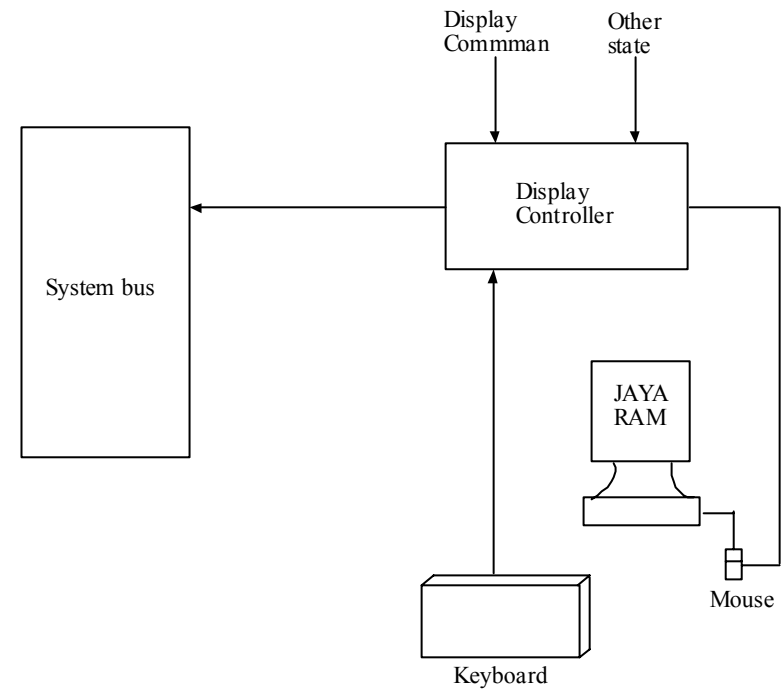 Display
Commman
Other
state
Display
Controller
System bus
JAYA
RAM
Mouse
Keyboard